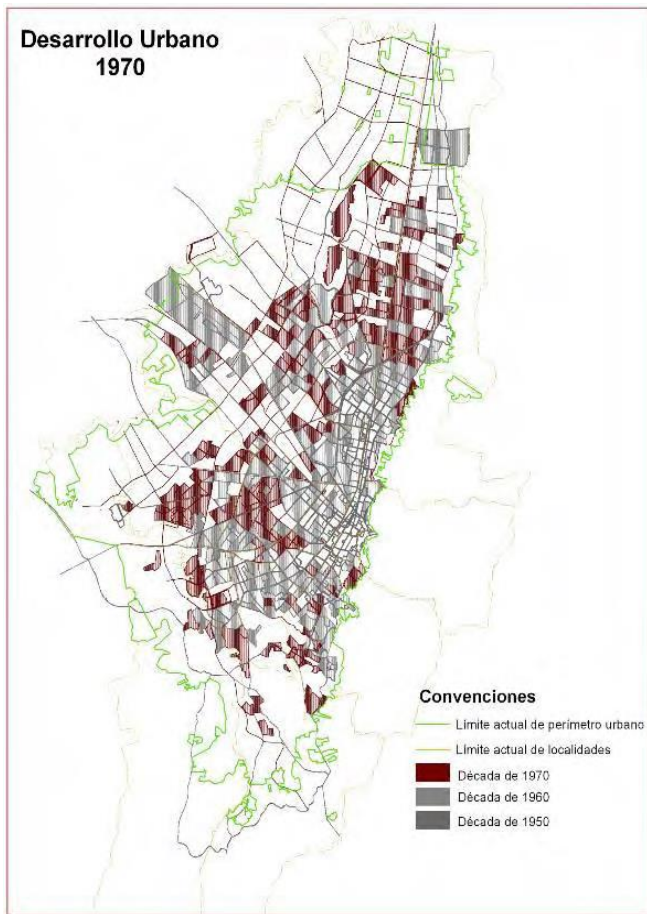 Desarrollo Urbano
1970
Convenciones
Límite actual de perímetro urbano
Límite actual de localidades
Década de 1970
Década de 1960
Década de 1950